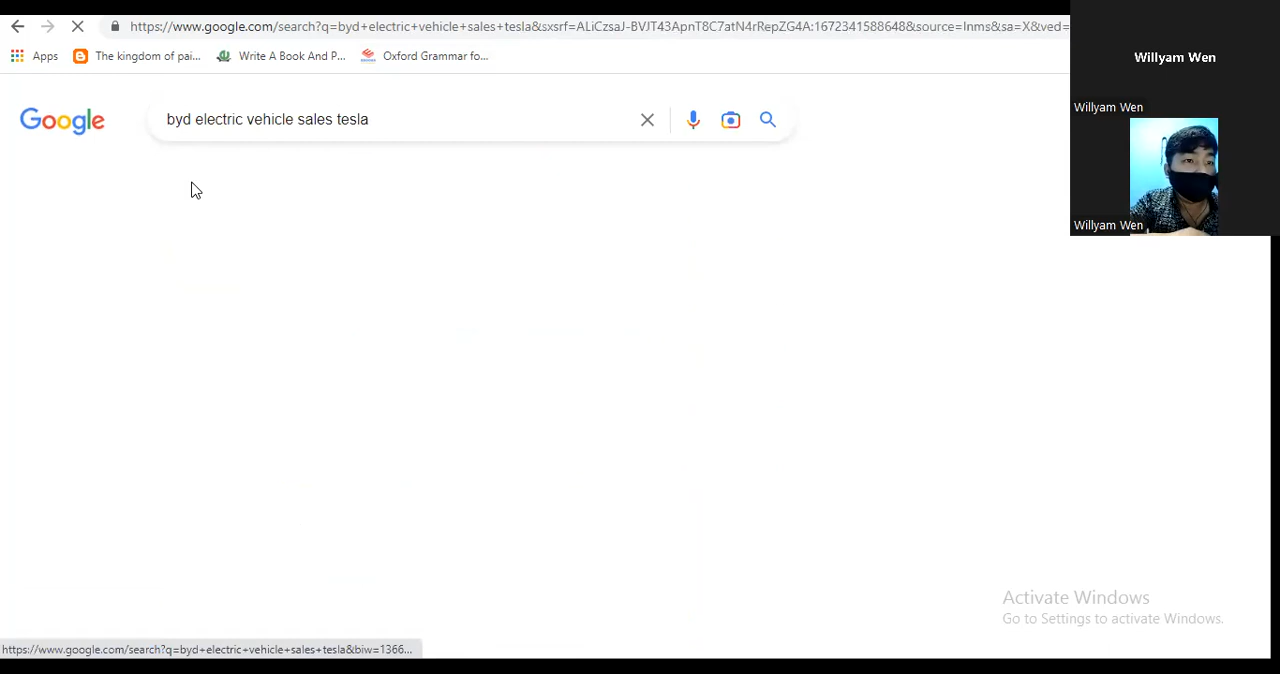 https://www.google.com/search?q=byd+electric+vehicle+sales+tesla&sxsrf=ALiCzsaJ-BVJT43ApnT8C7atN4rRepZG4A:1672341588648&source=lnms&sa=X&ved=
Apps The kingdom of pai... Write A Book And P... Oxford Grammar fo...
Willyam Wen
Willyam Wen
Google byd electric vehicle sales tesla
Willyam Wen
Activate Windows
Go to Settings to activate Windows.
https://www.google.com/search?q=byd+electric+vehicle+sales+tesla&biw=1366...